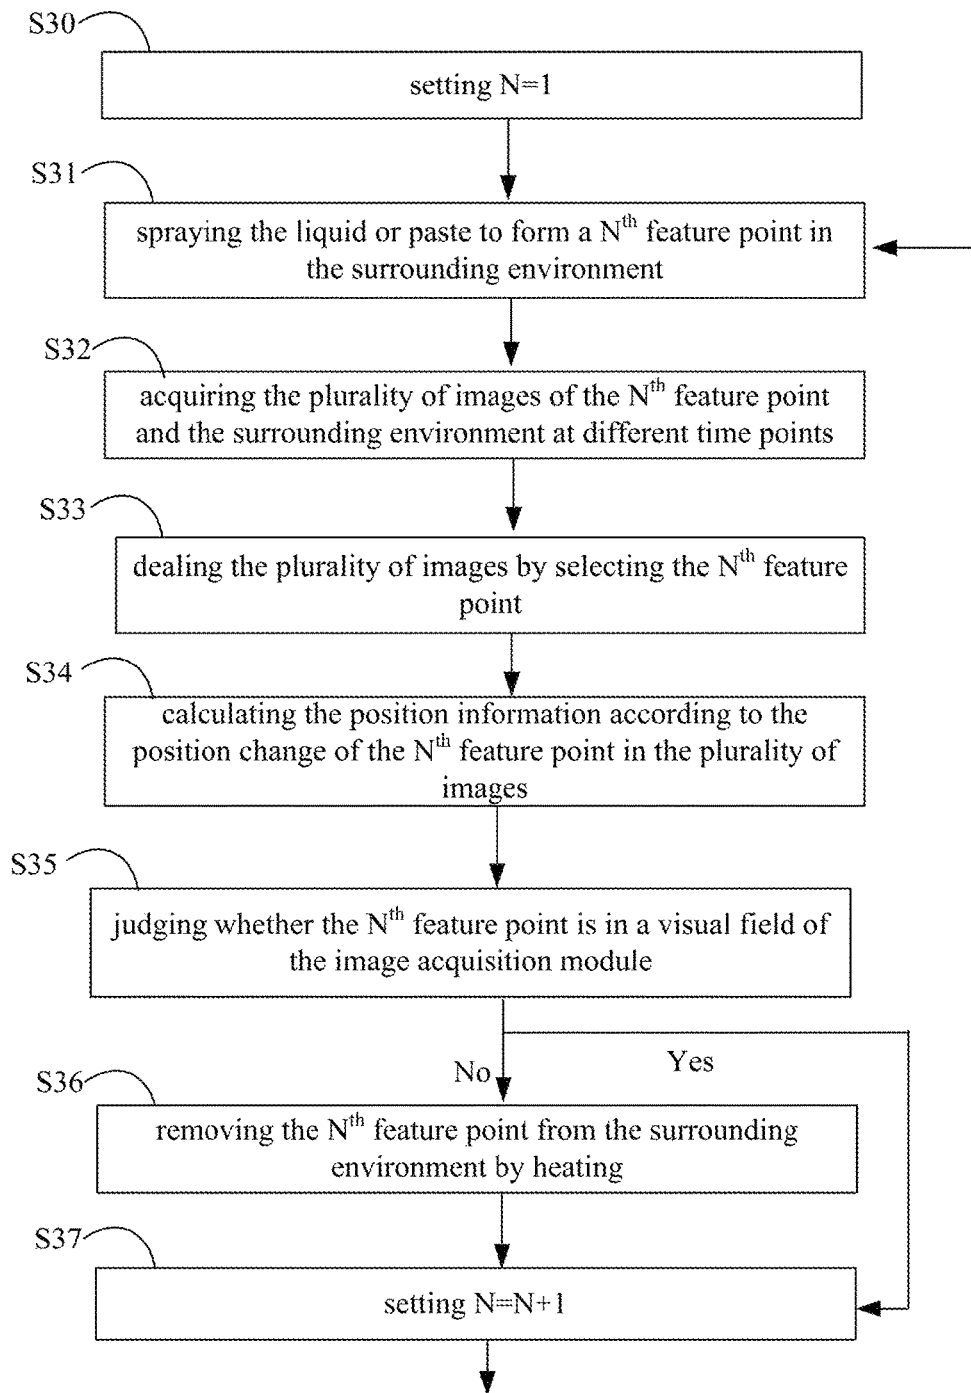 S30
setting N=1
S31
spraying the liquid or paste to form a Nth feature point in
the surrounding environment
S32
acquiring the plurality of images of the Nth feature point
and the surrounding environment at different time points
S33
dealing the plurality of images by selecting the Nth feature
point
S34
calculating the position information according to the
position change of the Nth feature point in the plurality of
images
S35
judging whether the Nth feature point is in a visual field of
the image acquisition module
No
Yes
S36
removing the Nth feature point from the surrounding
environment by heating
S37
setting N=N+1